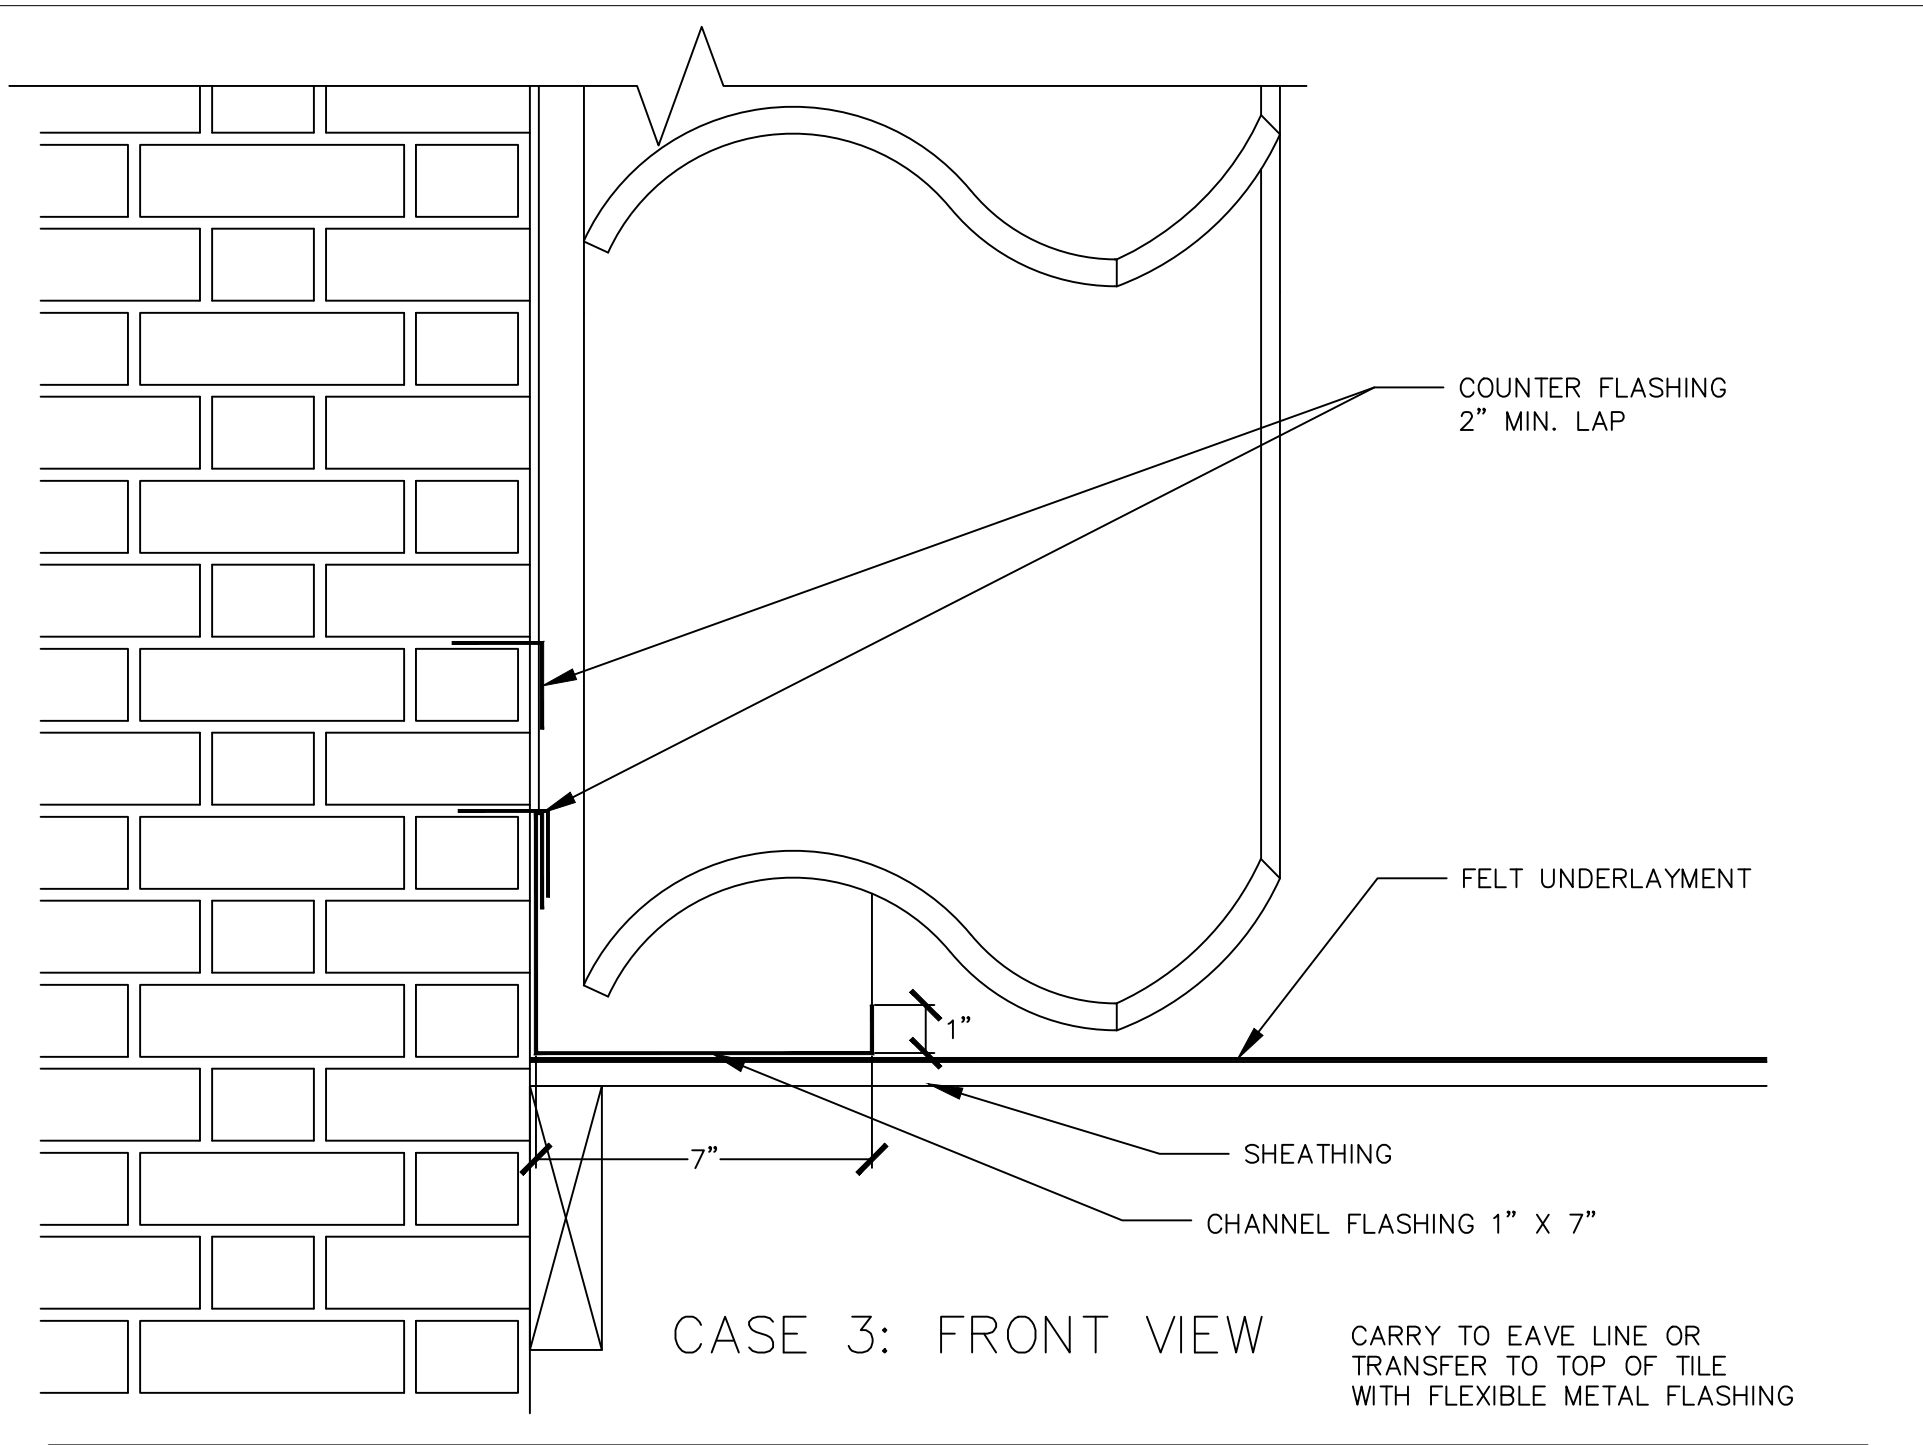 COUNTER FLASHING
2” MIN. LAP
FELT UNDERLAYMENT
1”
7”
SHEATHING
CHANNEL FLASHING 1” X 7”
CASE 3: FRONT VIEW
CARRY TO EAVE LINE OR
TRANSFER TO TOP OF TILE
WITH FLEXIBLE METAL FLASHING